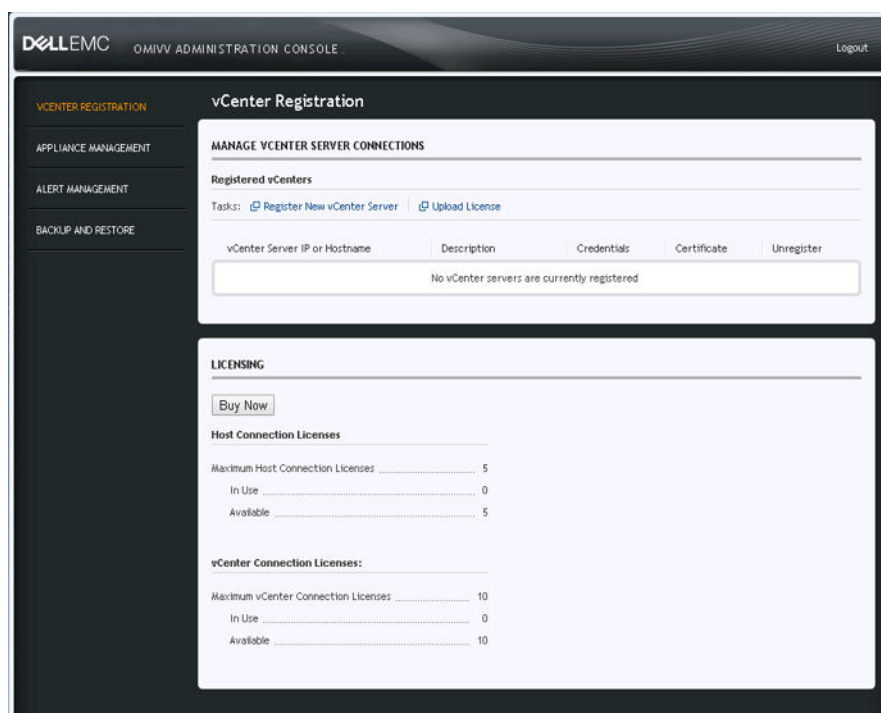 DELLEMC OMIVV ADMINISTRATION CONSOLE
Logout
VCENTER REGISTRATION
APPLIANCE MANAGEMENT
ALERT MANAGEMENT
BACKUP AND RESTORE
vCenter Registration
MANAGE VCENTER SERVER CONNECTIONS
Registered vCenters
Tasks: Register New vCenter Server Upload License
vCenter Server IP or Hostname Description Credentials Certificate Unregister
No vCenter servers are currently registered
LICENSING
Buy Now
Host Connection Licenses
Maximum Host Connection Licenses 5
In Use 0
Available 5
vCenter Connection Licenses:
Maximum vCenter Connection Licenses 10
In Use 0
Available 10